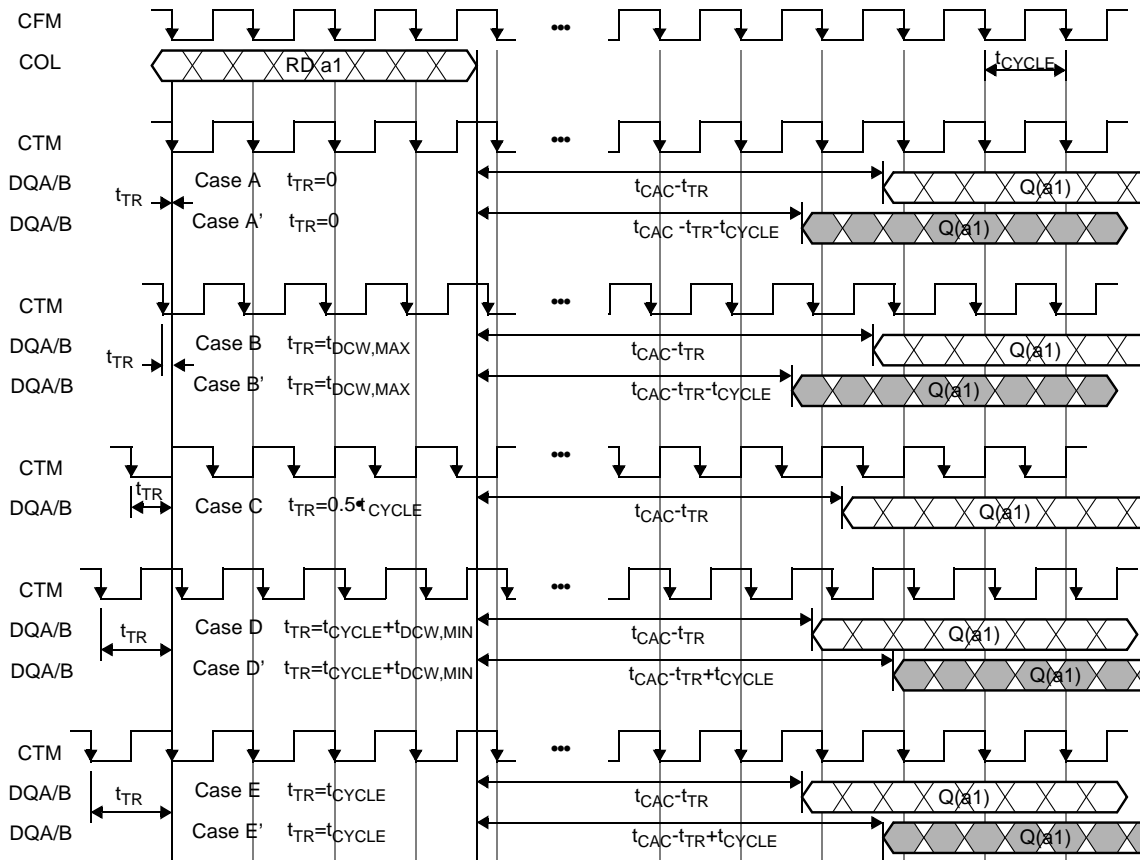 CFM •••
COL RD a1 tCYCLE
CTM •••
DQA/B Case A tTR=0 tCAC-tTR Q(a1)
tTR
DQA/B Case A' tTR=0 tCAC -tTR-tCYCLE Q(a1)
CTM •••
DQA/B Case B tTR=tDCW,MAX tCAC-tTR Q(a1)
tTR
DQA/B Case B' tTR=tDCW,MAX tCAC-tTR-tCYCLE Q(a1)
CTM •••
tTR
DQA/B Case C tTR=0.5•tCYCLE tCAC-tTR Q(a1)
CTM •••
DQA/B tTR Case D tTR=tCYCLE+tDCW,MIN tCAC-tTR Q(a1)
DQA/B Case D' tTR=tCYCLE+tDCW,MIN tCAC-tTR+tCYCLE Q(a1)
CTM •••
DQA/B tTR Case E tTR=tCYCLE tCAC-tTR Q(a1)
DQA/B Case E' tTR=tCYCLE tCAC-tTR+tCYCLE Q(a1)